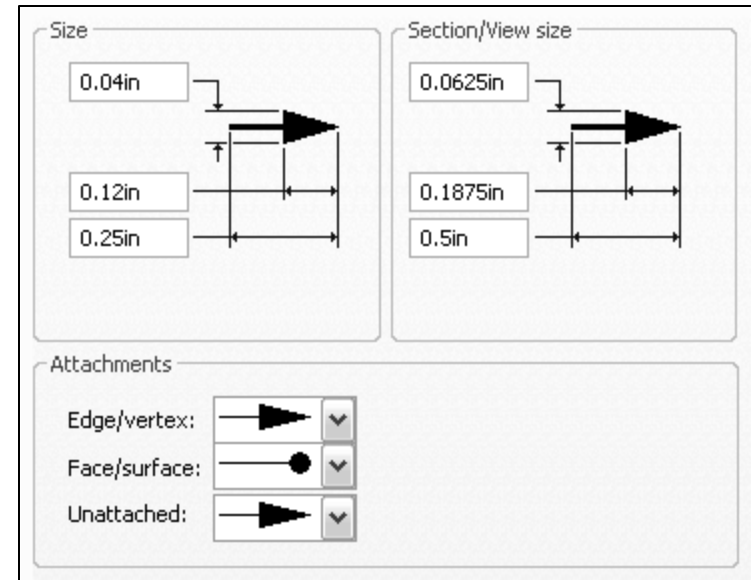 Size
0.04in
0.12in
0.25in
Section/View size
0.0625in
0.1875in
0.5in
Attachments
Edge/vertex:
Face/surface:
Unattached: